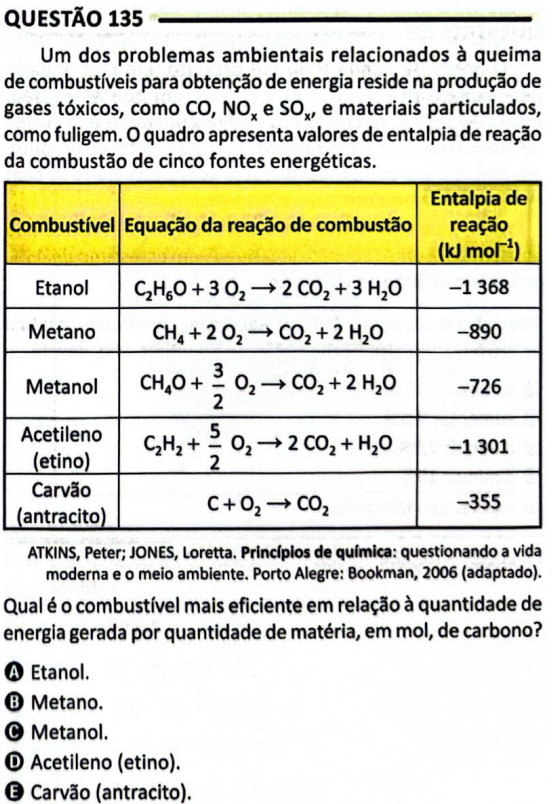 QUESTÃO 135
Um dos problemas ambientais relacionados à queima
de combustíveis para obtenção de energia reside na produção de
gases tóxicos, como CO, NOₓ e SOₓ, e materiais particulados,
como fuligem. O quadro apresenta valores de entalpia de reação
da combustão de cinco fontes energéticas.
Combustível | Equação da reação de combustão | Entalpia de reação (kJ mol⁻¹)
Etanol | C₂H₆O + 3 O₂ → 2 CO₂ + 3 H₂O | −1 368
Metano | CH₄ + 2 O₂ → CO₂ + 2 H₂O | −890
Metanol | CH₄O + 3/2 O₂ → CO₂ + 2 H₂O | −726
Acetileno (etino) | C₂H₂ + 5/2 O₂ → 2 CO₂ + H₂O | −1 301
Carvão (antracito) | C + O₂ → CO₂ | −355
ATKINS, Peter; JONES, Loretta. Princípios de química: questionando a vida
moderna e o meio ambiente. Porto Alegre: Bookman, 2006 (adaptado).
Qual é o combustível mais eficiente em relação à quantidade de
energia gerada por quantidade de matéria, em mol, de carbono?
A Etanol.
B Metano.
C Metanol.
D Acetileno (etino).
E Carvão (antracito).